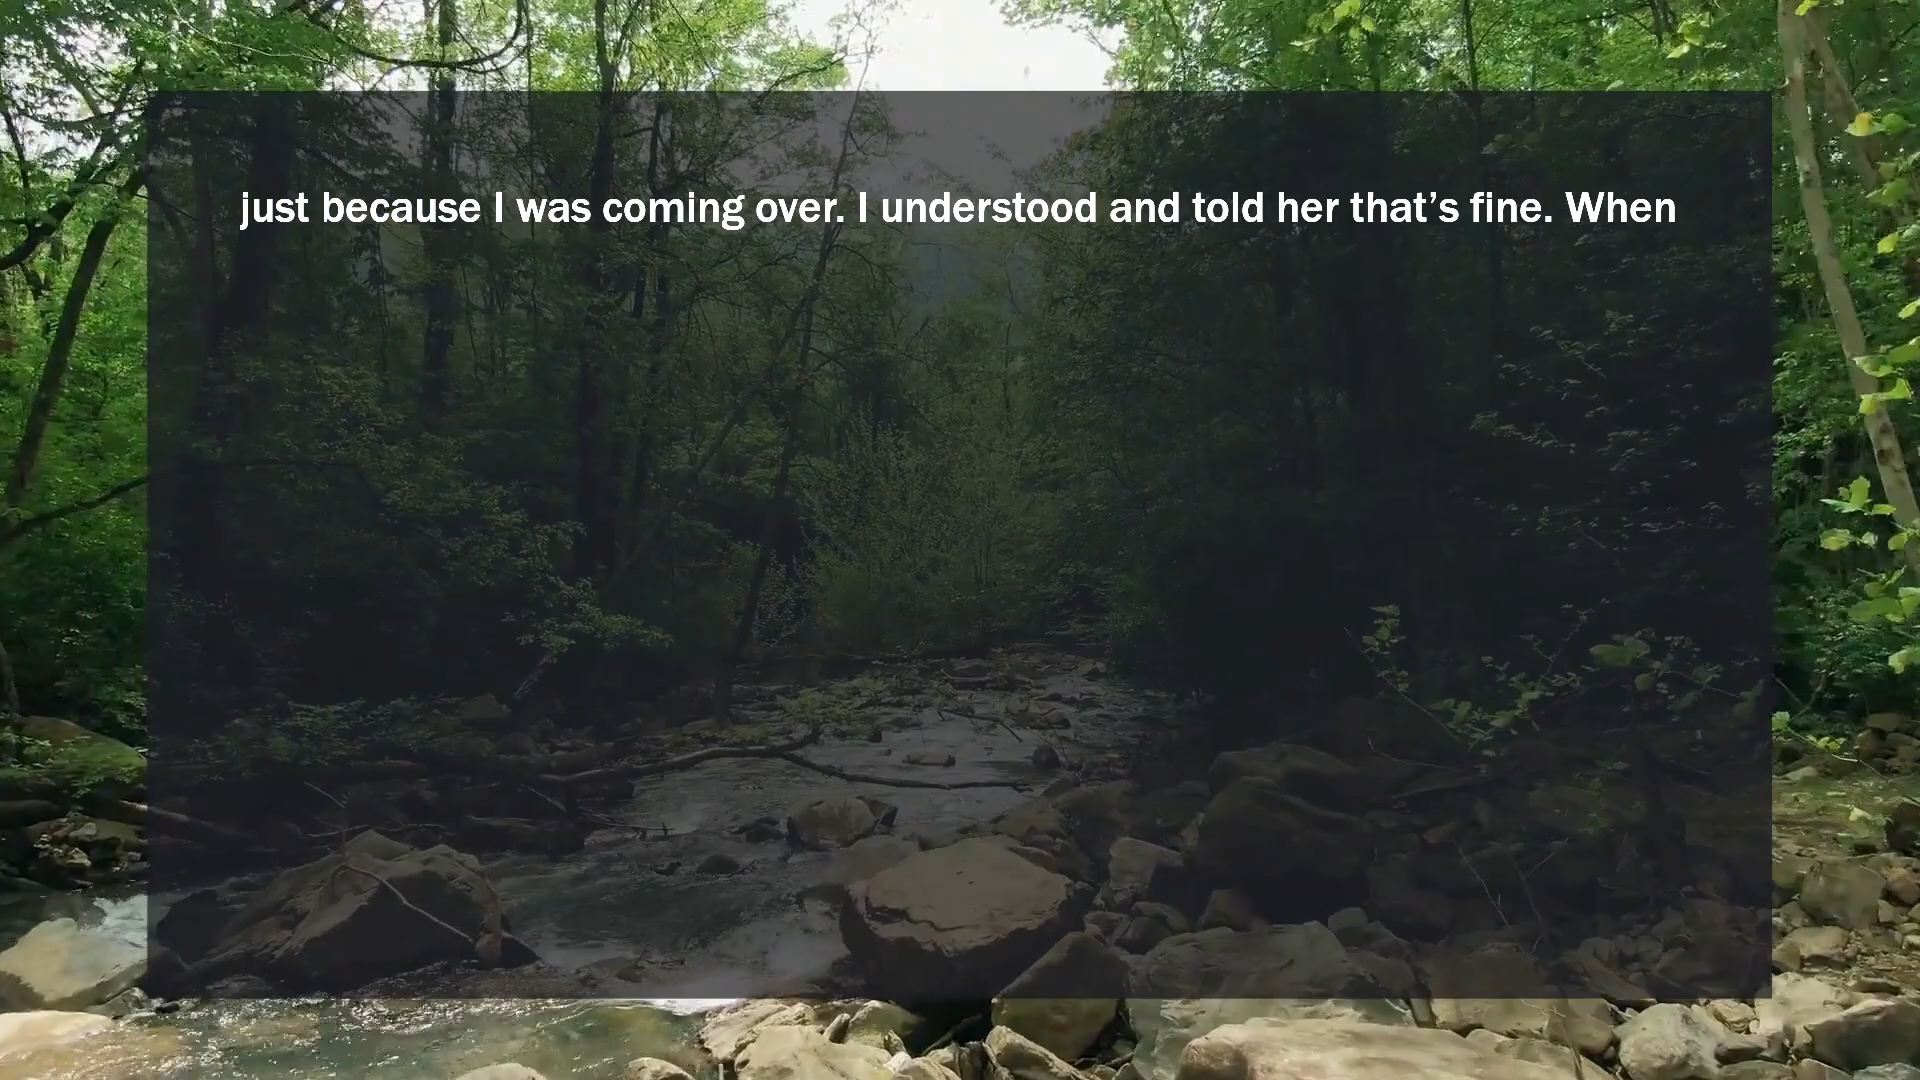 just because I was coming over. I understood and told her that’s fine. When